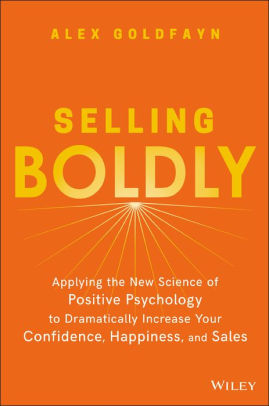 ALEX GOLDFAYN
SELLING
BOLDLY
Applying the New Science of
Positive Psychology
to Dramatically Increase Your
Confidence, Happiness, and Sales
WILEY